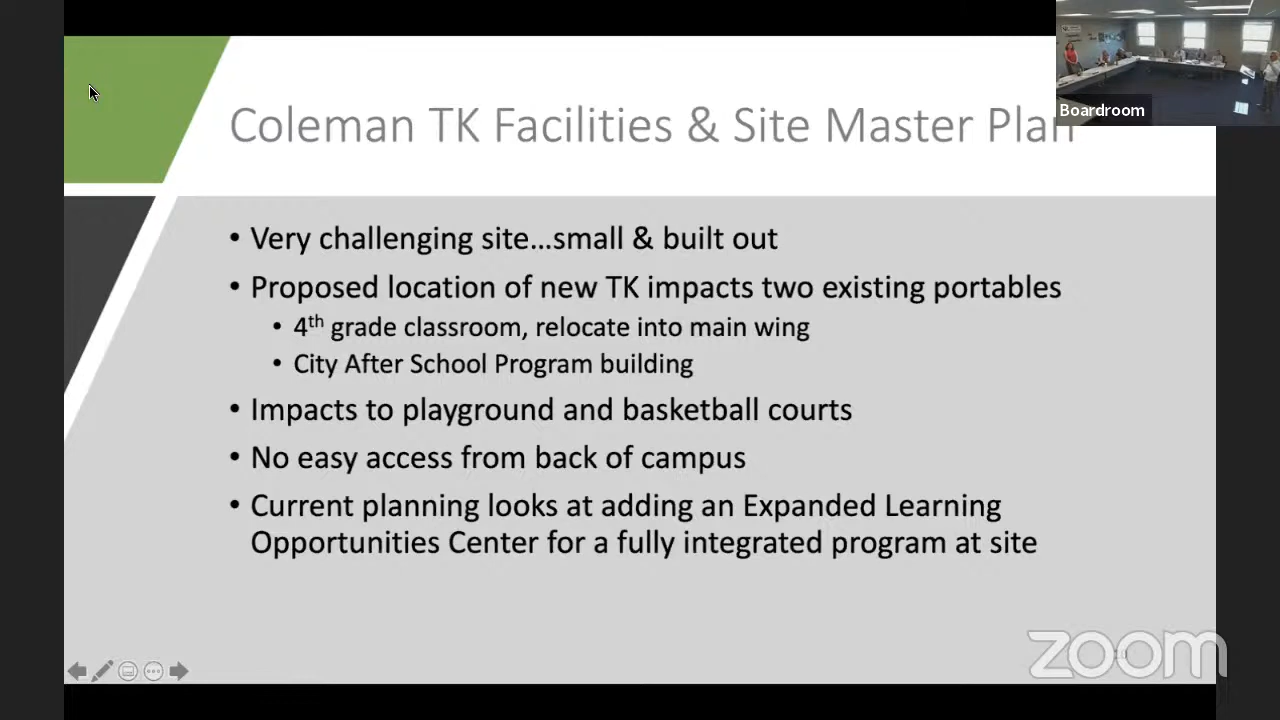 Coleman TK Facilities & Site Master Plan
Boardroom
• Very challenging site...small & built out
• Proposed location of new TK impacts two existing portables
• 4th grade classroom, relocate into main wing
• City After School Program building
• Impacts to playground and basketball courts
• No easy access from back of campus
• Current planning looks at adding an Expanded Learning
Opportunities Center for a fully integrated program at site
zoom